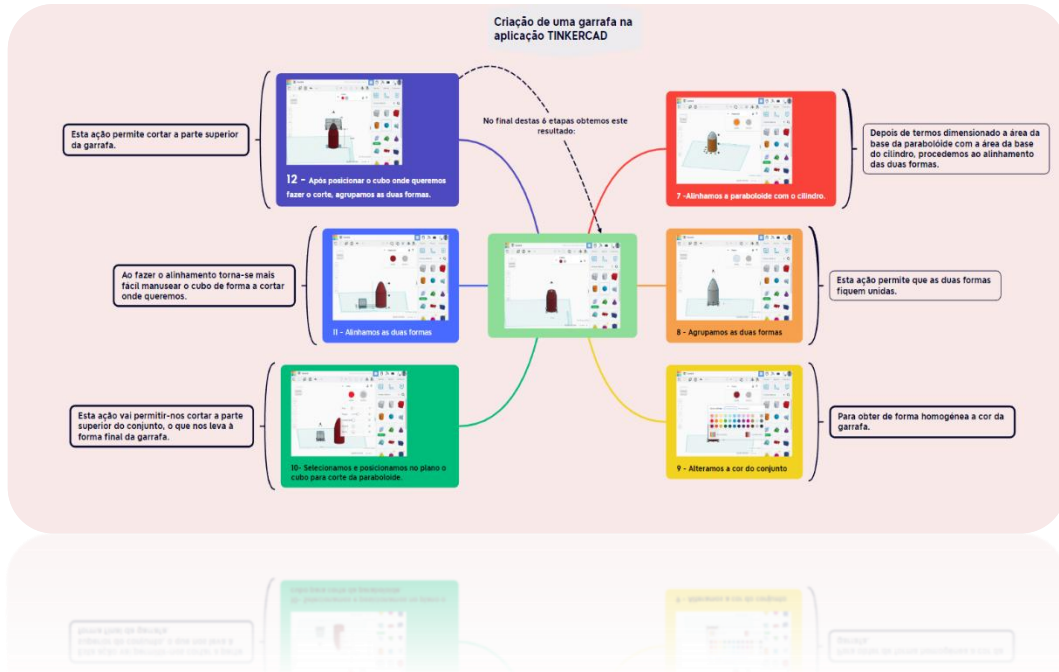 Criação de uma garrafa na
aplicação TINKERCAD
No final destas 6 etapas obtemos este
resultado:
7 -Alinhamos a paraboloide com o cilindro.
Depois de termos dimensionado a área da
base da parabolóide com a área da base
do cilindro, procedemos ao alinhamento
das duas formas.
8 - Agrupamos as duas formas
Esta ação permite que as duas formas
fiquem unidas.
9 - Alteramos a cor do conjunto
Para obter de forma homogénea a cor da
garrafa.
10- Selecionamos e posicionamos no plano o
cubo para corte da paraboloide.
Esta ação vai permitir-nos cortar a parte
superior do conjunto, o que nos leva à
forma final da garrafa.
11 - Alinhamos as duas formas
Ao fazer o alinhamento torna-se mais
fácil manusear o cubo de forma a cortar
onde queremos.
12 - Após posicionar o cubo onde queremos
fazer o corte, agrupamos as duas formas.
Esta ação permite cortar a parte superior
da garrafa.